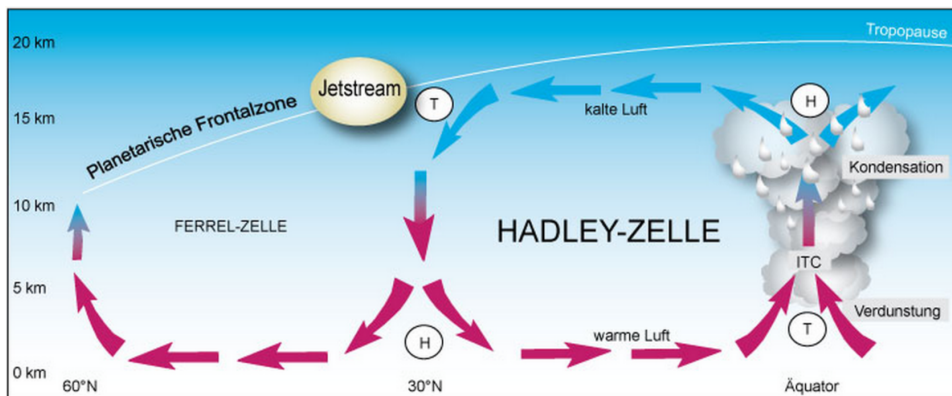 20 km
Tropopause
Jetstream
T
H
kalte Luft
15 km
Planetarische Frontalzone
Kondensation
10 km
FERREL-ZELLE
HADLEY-ZELLE
ITC
5 km
Verdunstung
H
warme Luft
T
0 km
60°N
30°N
Äquator